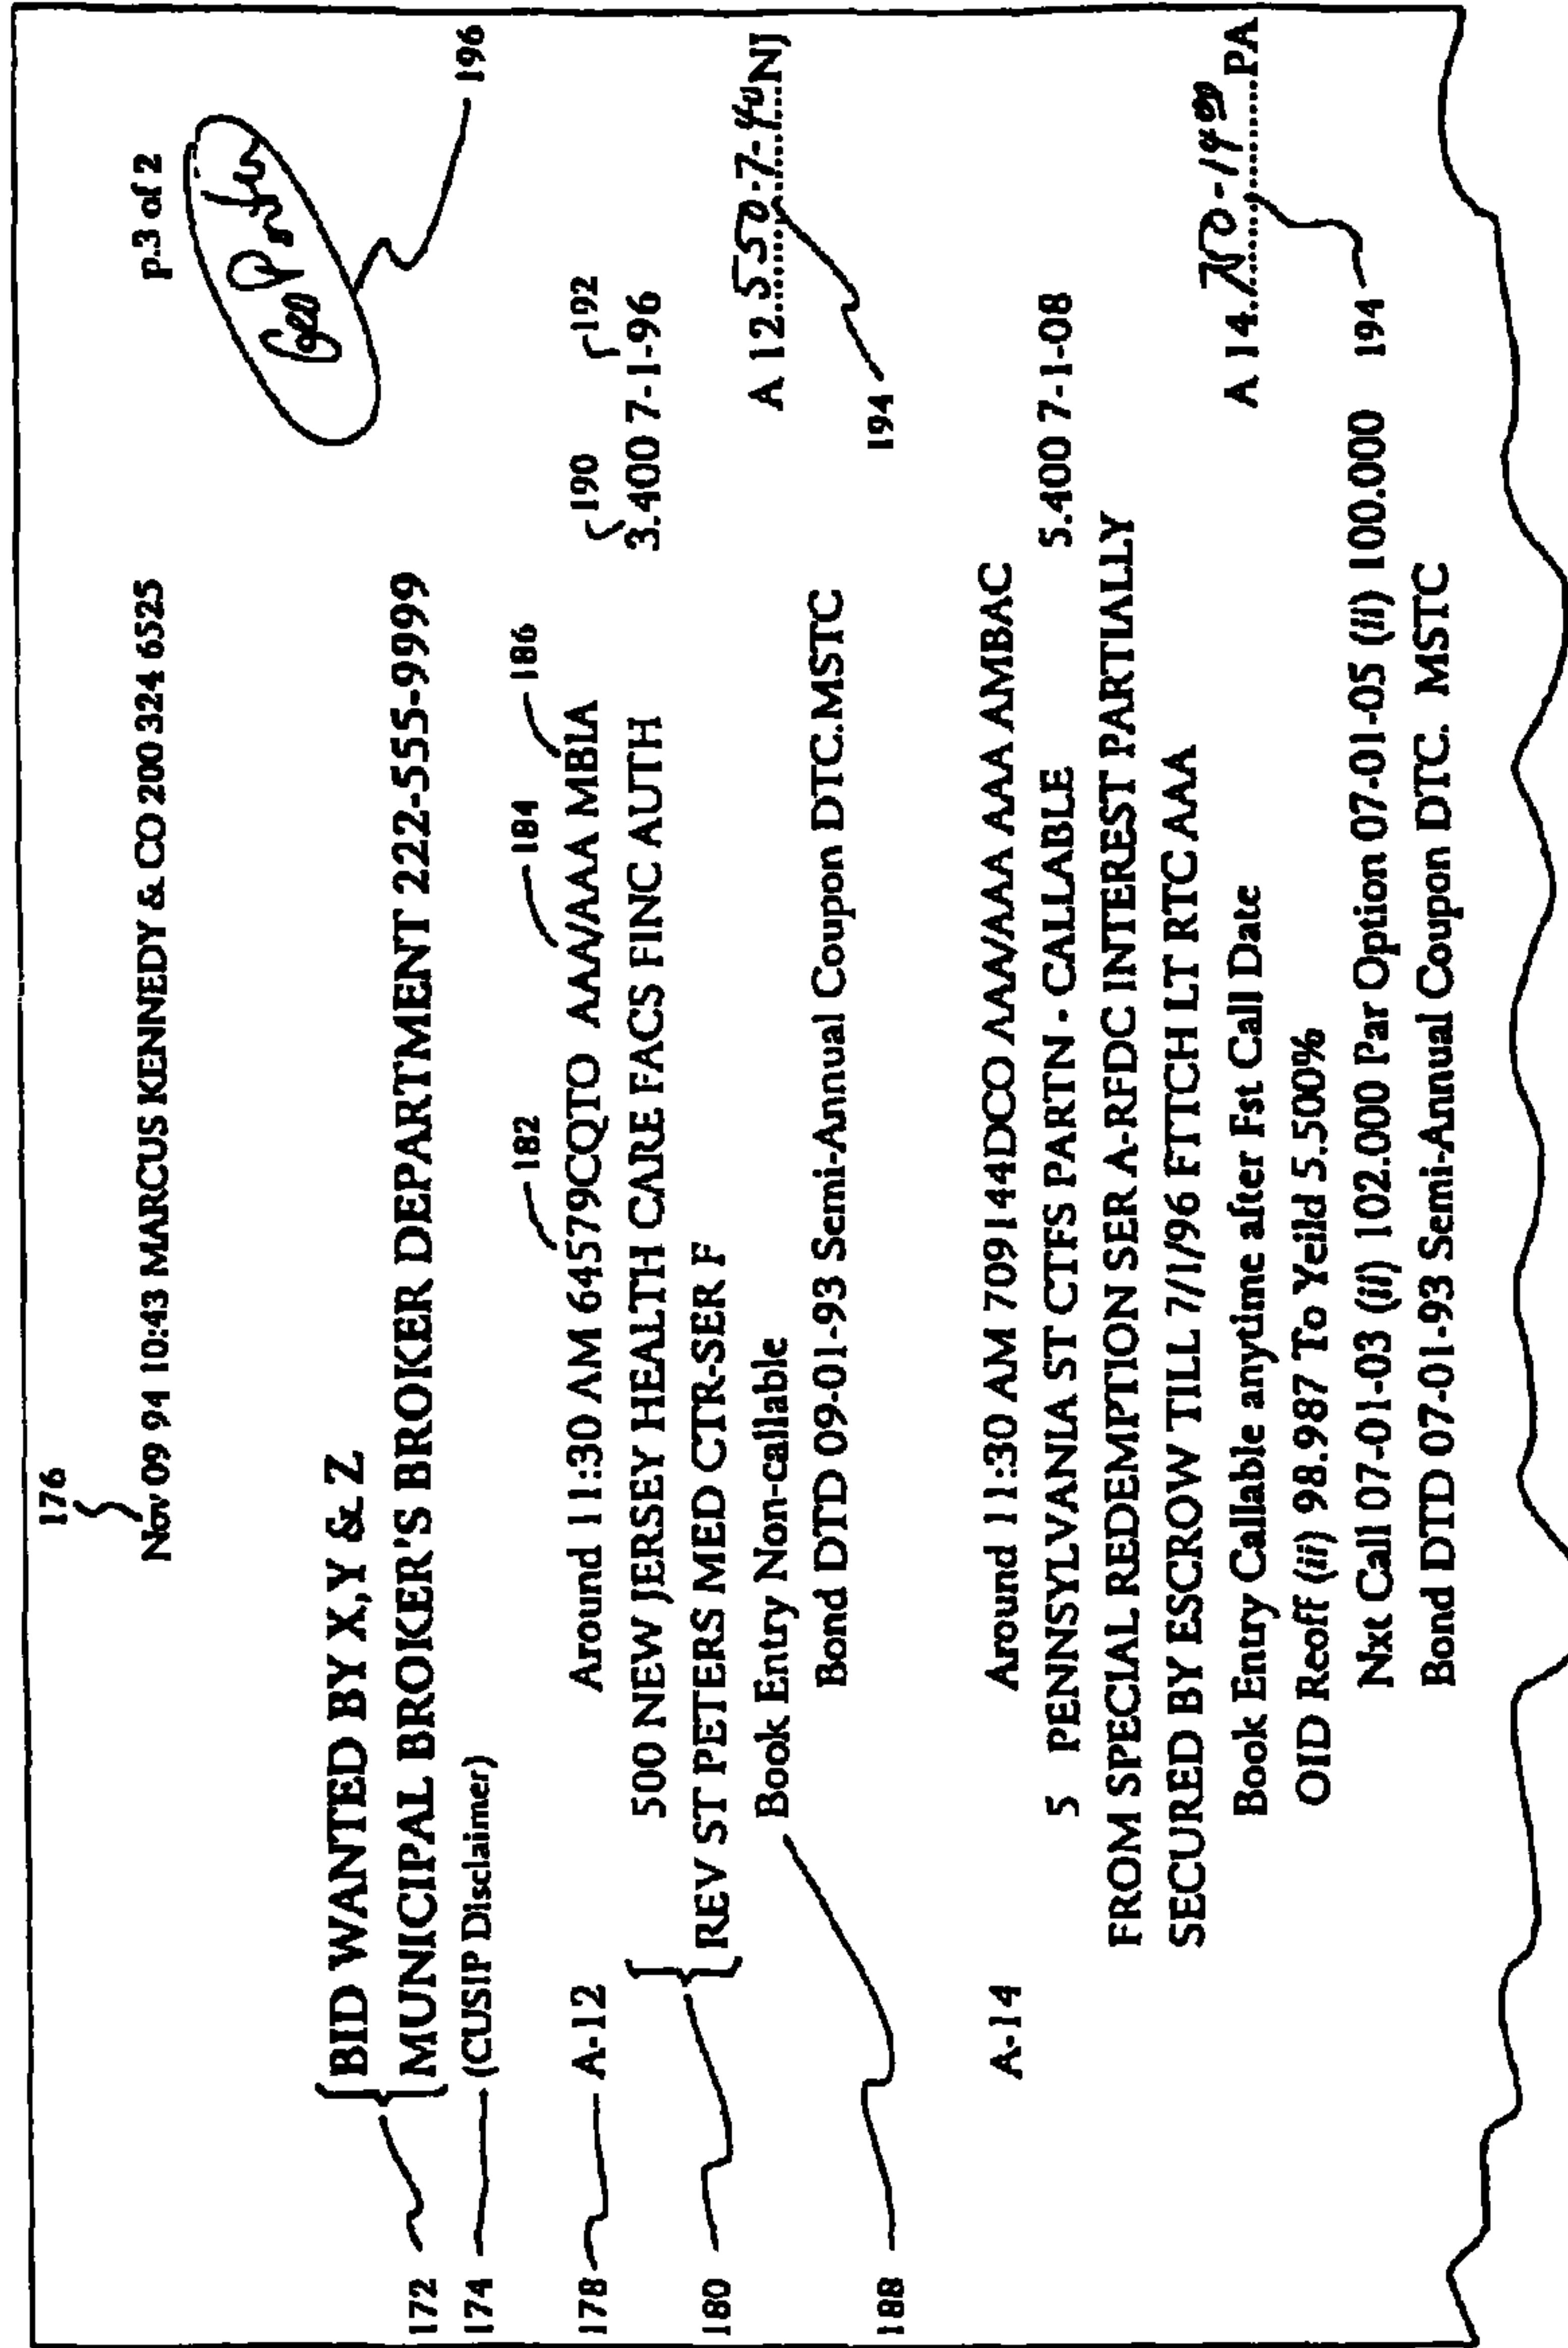 176
Nov 09 94 10:43 MARCUS KENNEDY & CO 200 324 6525 p.3 of 2
196
BID WANTED BY X,Y & Z
172 MUNICIPAL BROKER'S BROKER DEPARTMENT 222-555-9999
174 (CUSIP Disclaimer)
182 184 186 190 192
178 A-12 Around 11:30 AM 64579CQTO AAA/AAA MBIA
500 NEW JERSEY HEALTH CARE FACS FINC AUTH 3.400 7-1-96
180 REV ST PETERS MED CTR-SER F
188 Book Entry Non-callable A 12 550-7- NJ
Bond DTD 09-01-93 Semi-Annual Coupon DTC.MSTC
194
A-14 Around 11:30 AM 709144DCO AAA/AAA AAA AMBAC
5 PENNSYLVANIA ST CTFS PARTN - CALLABLE 5.400 7-1-08
FROM SPECIAL REDEMPTION SER A-RFDC INTEREST PARTIALLY
SECURED BY ESCROW TILL 7/1/96 FTTCH LT RTC AAA
Book Entry Callable anytime after Fst Call Date A 14 PA
OID Reoff (ii) 98.987 To Yeild 5.500%
Nxt Call 07-01-03 (ii) 102.000 Par Option 07-01-05 (ii) 100.000 194
Bond DTD 07-01-93 Semi-Annual Coupon DTC. MSTC